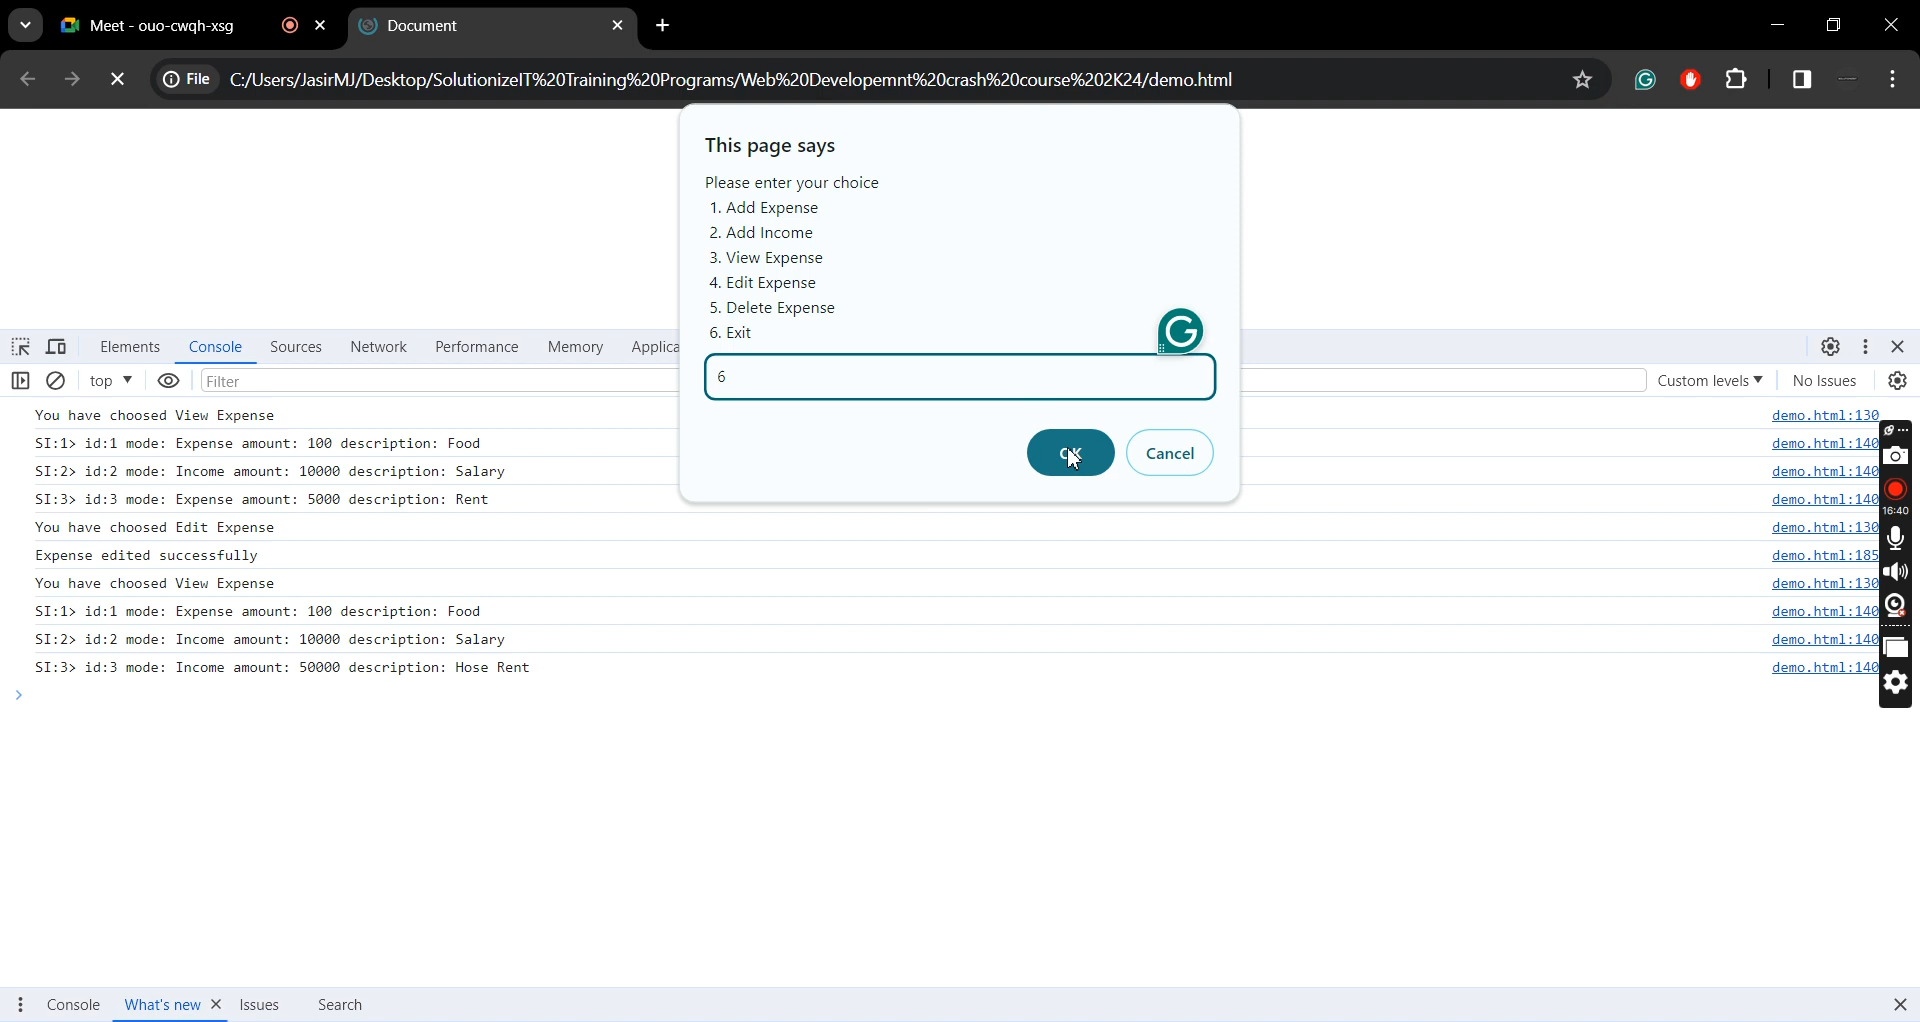 Meet - ouo-cwqh-xsg
Document
File
C:/Users/JasirMJ/Desktop/SolutionizeIT%20Training%20Programs/Web%20Developemnt%20crash%20course%202K24/demo.html
This page says
Please enter your choice
1. Add Expense
2. Add Income
3. View Expense
4. Edit Expense
5. Delete Expense
6. Exit
6
OK
Cancel
Elements Console Sources Network Performance Memory Applica
top
Filter
Custom levels
No Issues
You have choosed View Expense demo.html:130
SI:1> id:1 mode: Expense amount: 100 description: Food demo.html:140
SI:2> id:2 mode: Income amount: 10000 description: Salary demo.html:140
SI:3> id:3 mode: Expense amount: 5000 description: Rent demo.html:140
You have choosed Edit Expense demo.html:130
Expense edited successfully demo.html:185
You have choosed View Expense demo.html:130
SI:1> id:1 mode: Expense amount: 100 description: Food demo.html:140
SI:2> id:2 mode: Income amount: 10000 description: Salary demo.html:140
SI:3> id:3 mode: Income amount: 50000 description: Hose Rent demo.html:140
16:40
Console What's new Issues Search